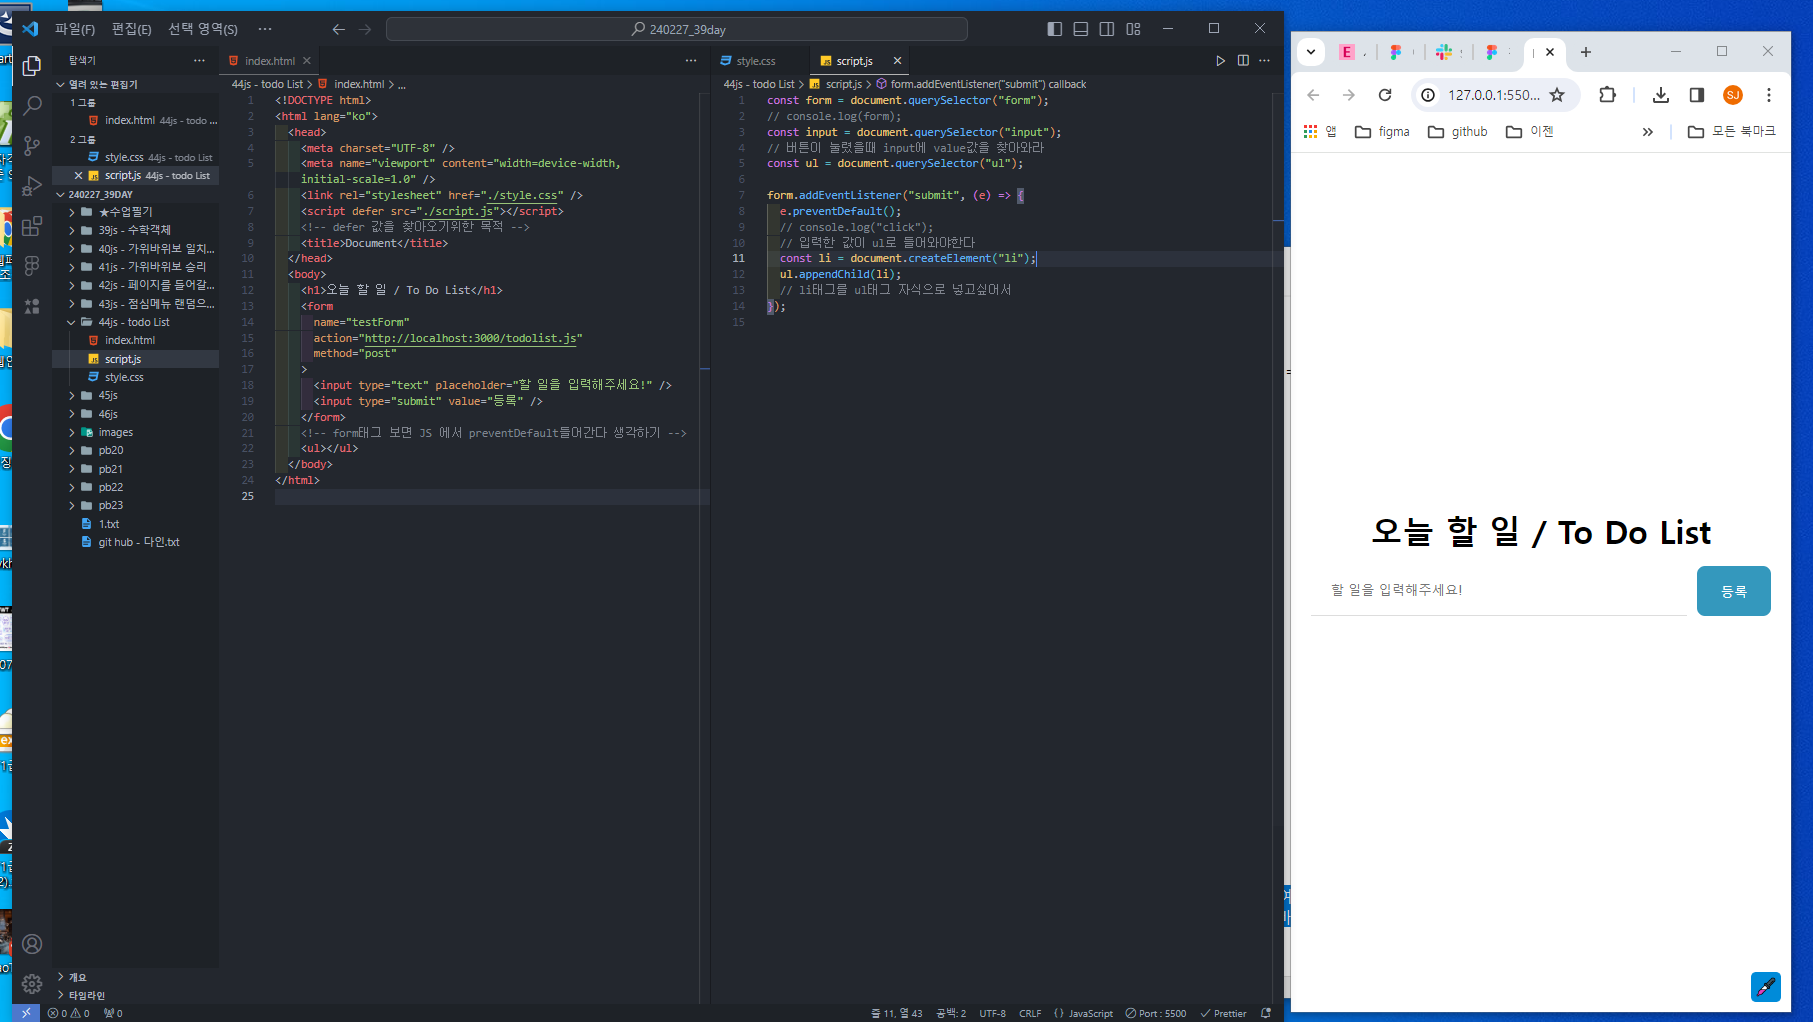 파일(F) 편집(E) 선택 영역(S) ···
240227_39day
탐색기
열려 있는 편집기
1 그룹
index.html 44js - todo ...
2 그룹
style.css 44js - todo List
script.js 44js - todo List
240227_39DAY
★수업필기
39js - 수학객체
40js - 가위바위보 일치...
41js - 가위바위보 승리
42js - 페이지를 들어갈...
43js - 점심메뉴 랜덤으...
44js - todo List
index.html
script.js
style.css
45js
46js
images
pb20
pb21
pb22
pb23
1.txt
git hub - 다인.txt
개요
타임라인
index.html
44js - todo List > index.html > ...
1 <!DOCTYPE html>
2 <html lang="ko">
3 <head>
4 <meta charset="UTF-8" />
5 <meta name="viewport" content="width=device-width,
initial-scale=1.0" />
6 <link rel="stylesheet" href="./style.css" />
7 <script defer src="./script.js"></script>
8 <!-- defer 값을 찾아오기위한 목적 -->
9 <title>Document</title>
10 </head>
11 <body>
12 <h1>오늘 할 일 / To Do List</h1>
13 <form
14 name="testForm"
15 action="http://localhost:3000/todolist.js"
16 method="post"
17 >
18 <input type="text" placeholder="할 일을 입력해주세요!" />
19 <input type="submit" value="등록" />
20 </form>
21 <!-- form태그 보면 JS 에서 preventDefault들어간다 생각하기 -->
22 <ul></ul>
23 </body>
24 </html>
25
style.css
script.js
44js - todo List > script.js > form.addEventListener("submit") callback
1 const form = document.querySelector("form");
2 // console.log(form);
3 const input = document.querySelector("input");
4 // 버튼이 눌렸을때 input에 value값을 찾아와라
5 const ul = document.querySelector("ul");
6
7 form.addEventListener("submit", (e) => {
8 e.preventDefault();
9 // console.log("click");
10 // 입력한 값이 ul로 들어와야한다
11 const li = document.createElement("li");
12 ul.appendChild(li);
13 // li태그를 ul태그 자식으로 넣고싶어서
14 });
15
0 0 0
줄 11, 열 43 공백: 2 UTF-8 CRLF {} JavaScript Port : 5500 Prettier
127.0.0.1:550...
SJ
앱 figma github 이젠 » 모든 북마크
오늘 할 일 / To Do List
할 일을 입력해주세요!
등록